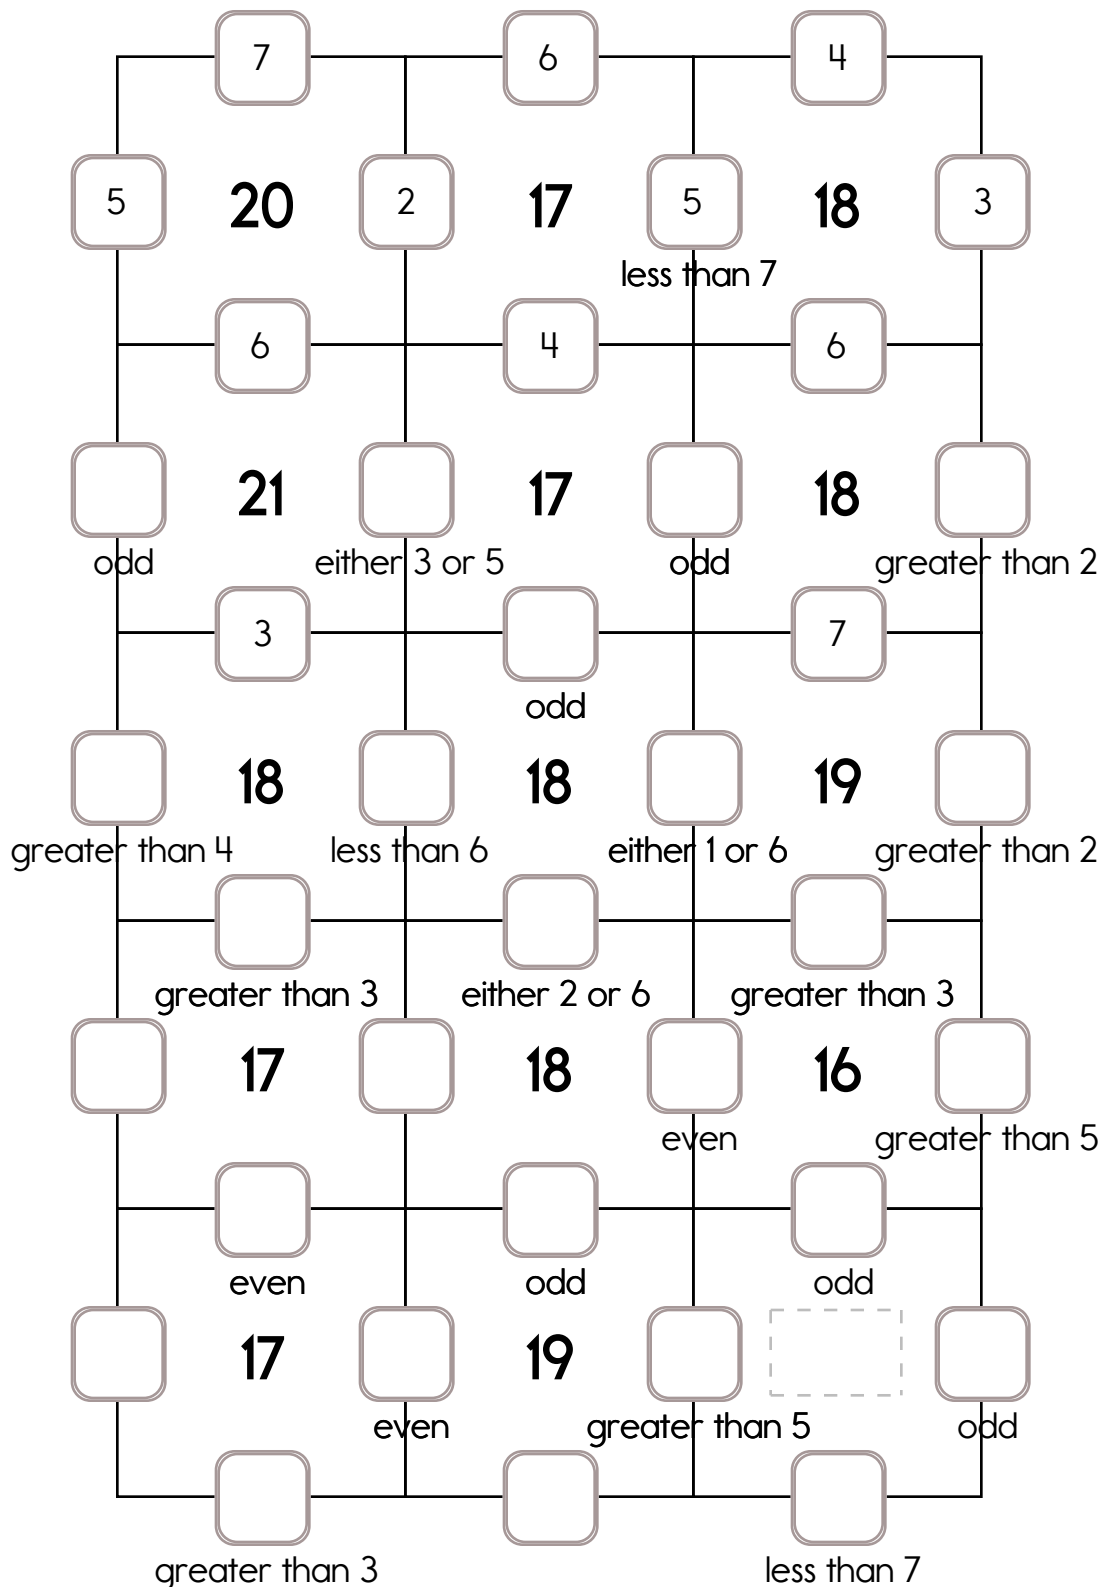 7 6 4
5 20 2 17 5 18 3
less than 7
6 4 6
21 17 18
odd either 3 or 5 odd greater than 2
3 7
odd
18 18 19
greater than 4 less than 6 either 1 or 6 greater than 2
greater than 3 either 2 or 6 greater than 3
17 18 16
even greater than 5
even odd odd
17 19
even greater than 5 odd
greater than 3 less than 7